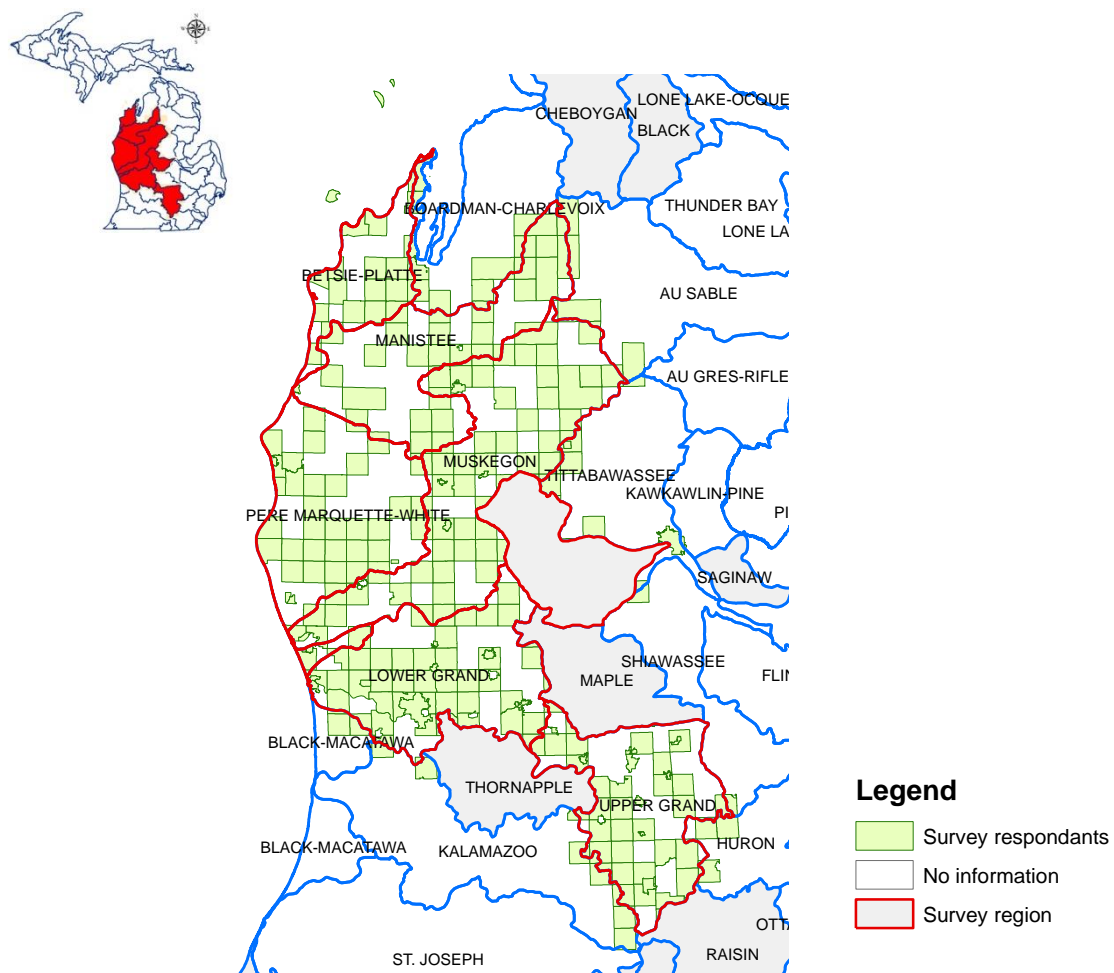 LONE LAKE-OCQUE
CHEBOYGAN
BLACK
THUNDER BAY
BOARDMAN-CHARLEVOIX
LONE LA
BETSIE-PLATTE
AU SABLE
MANISTEE
AU GRES-RIFLE
MUSKEGON
TITTABAWASSEE
KAWKAWLIN-PINE
PERE MARQUETTE-WHITE
PI
SAGINAW
SHIAWASSEE
LOWER GRAND
MAPLE
FLIN
BLACK-MACATAWA
THORNAPPLE
UPPER GRAND
BLACK-MACATAWA
KALAMAZOO
HURON
OTTA
RAISIN
ST. JOSEPH
Legend
Survey respondants
No information
Survey region